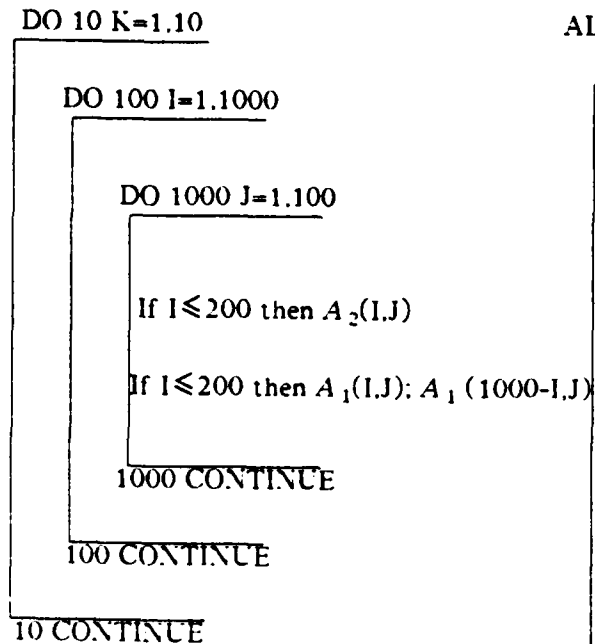 DO 10 K=1.10
AL
DO 100 I=1.1000
DO 1000 J=1.100
If I⩽200 then A₂(I,J)
If I⩽200 then A₁(I,J); A₁ (1000-I,J)
1000 CONTINUE
100 CONTINUE
10 CONTINUE